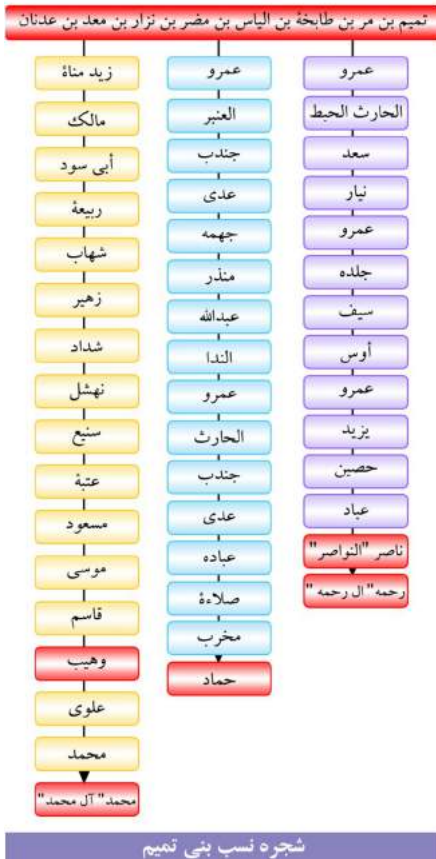 تميم بن مر بن طابخة بن الياس بن مضر بن نزار بن معد بن عدنان
عمرو
الحارث الحبط
سعد
نيار
عمرو
جلده
سيف
أوس
عمرو
يزيد
حصين
عباد
ناصر "النواصر"
رحمه" ال رحمه "
عمرو
العنبر
جندب
عدى
جهمه
منذر
عبدالله
الندا
عمرو
الحارث
جندب
عدى
عباده
صلاءة
مخرب
حماد
زيد مناة
مالك
أبى سود
ربيعة
شهاب
زهير
شداد
نهشل
سنيع
عتبة
مسعود
موسى
قاسم
وهيب
علوى
محمد
محمد" آل محمد"
شجره نسب بنى تميم